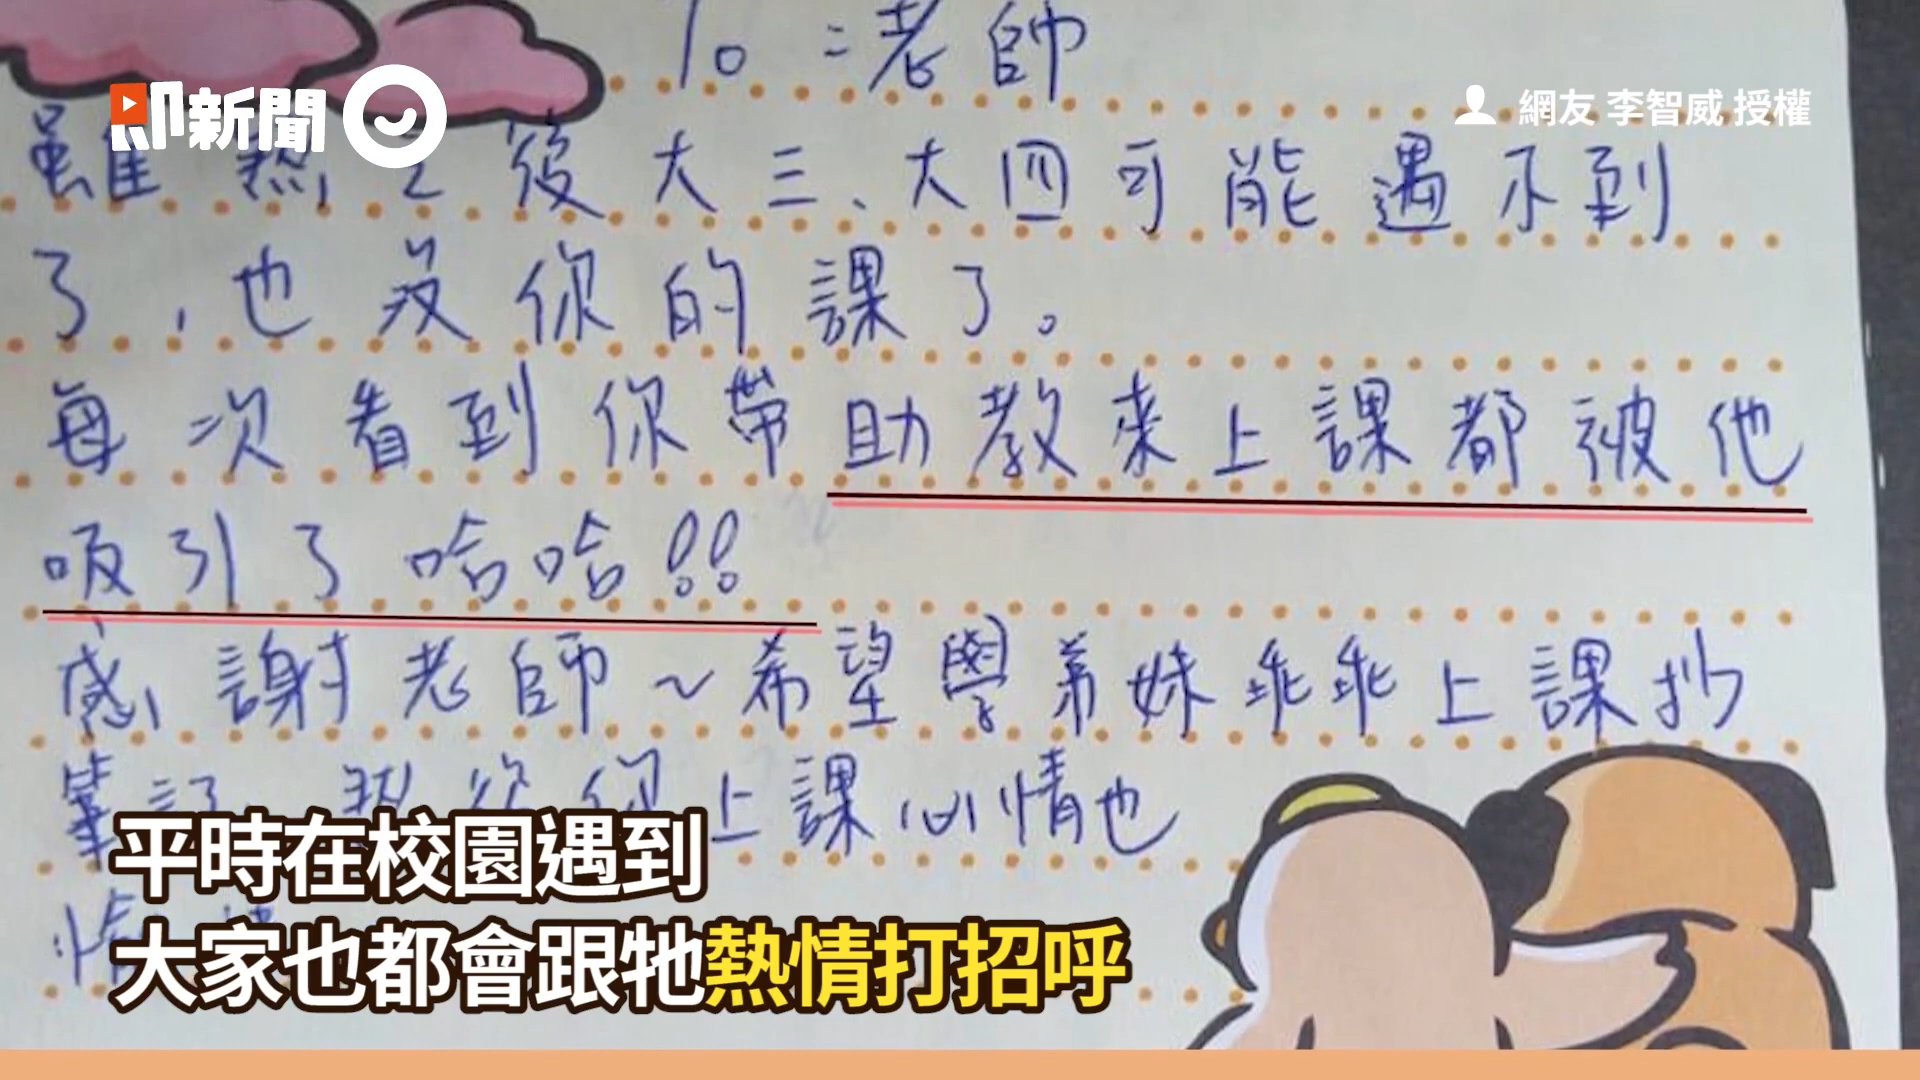 To:老師
即新聞
網友 李智威 授權
雖然之後大三、大四可能遇不到
了,也沒你的課了。
每次看到你帶助教來上課都被他
吸引了哈哈!!
感謝老師~希望學弟妹乖乖上課抄
上課心情也
平時在校園遇到
大家也都會跟牠熱情打招呼